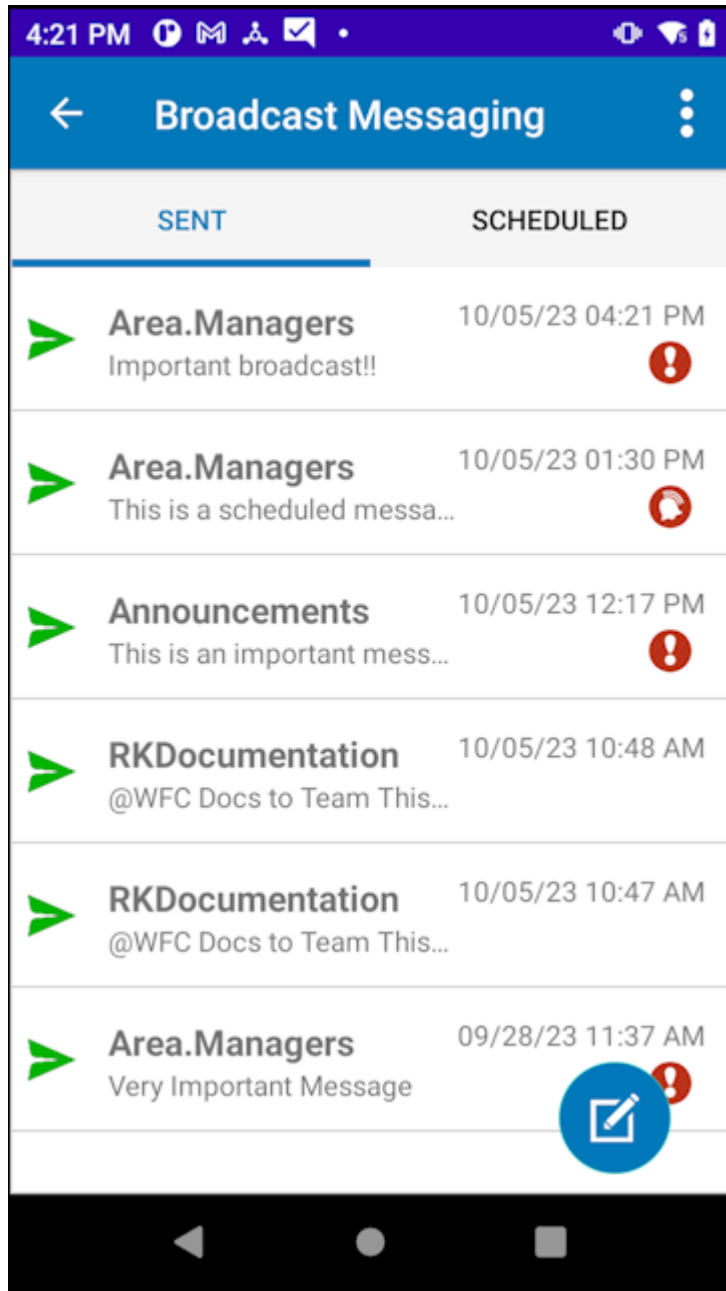 4:21 PM
Broadcast Messaging
SENT SCHEDULED
Area.Managers 10/05/23 04:21 PM
Important broadcast!!
Area.Managers 10/05/23 01:30 PM
This is a scheduled messa...
Announcements 10/05/23 12:17 PM
This is an important mess...
RKDocumentation 10/05/23 10:48 AM
@WFC Docs to Team This...
RKDocumentation 10/05/23 10:47 AM
@WFC Docs to Team This...
Area.Managers 09/28/23 11:37 AM
Very Important Message